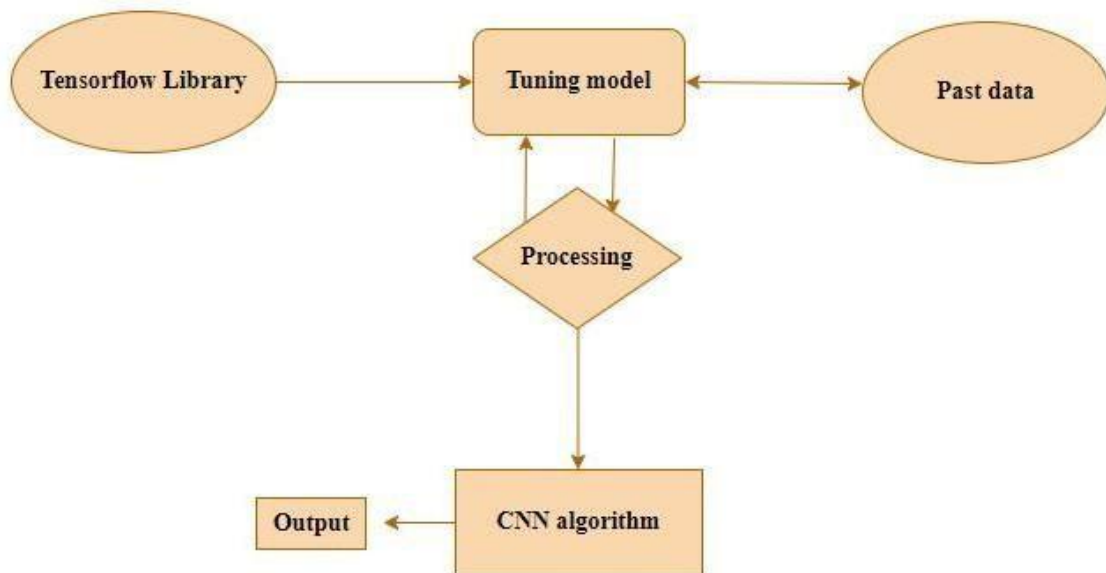 Tensorflow Library
Tuning model
Past data
Processing
CNN algorithm
Output